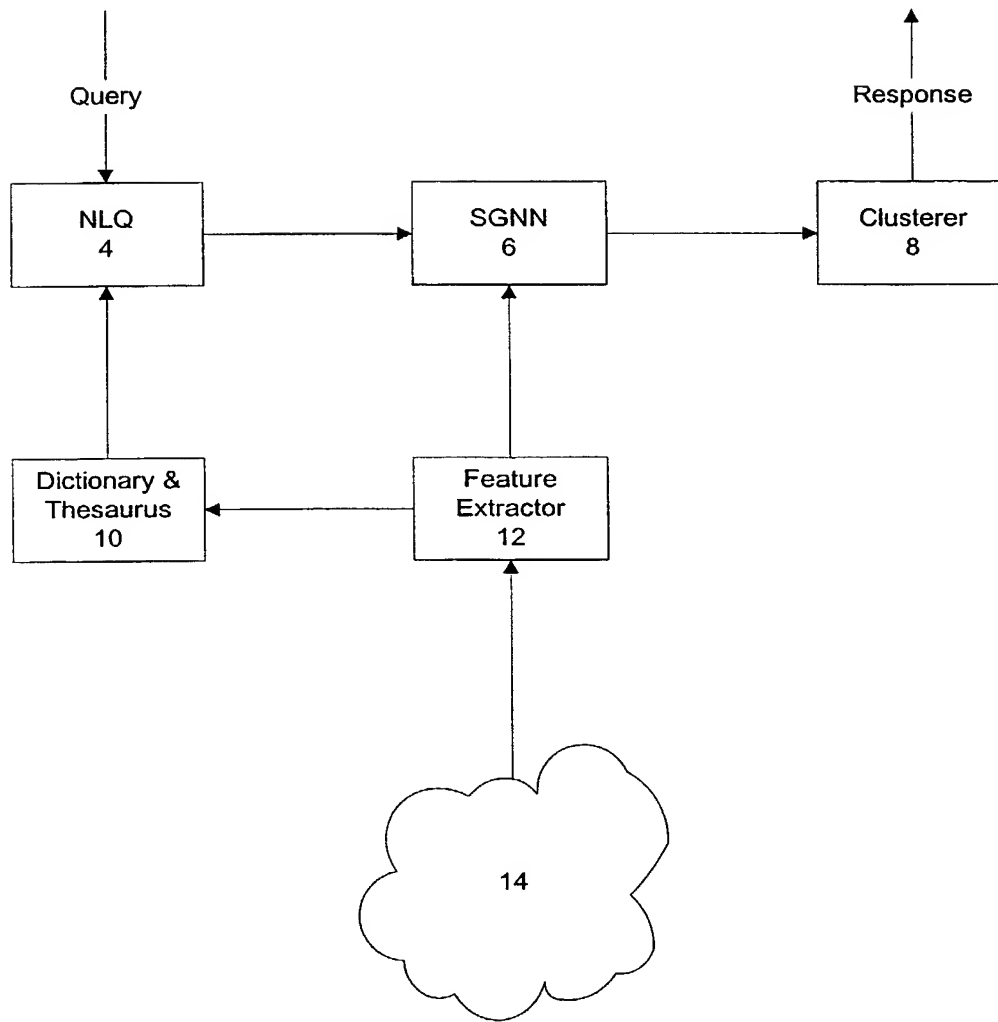 Query
Response
NLQ
4
SGNN
6
Clusterer
8
Dictionary &
Thesaurus
10
Feature
Extractor
12
14